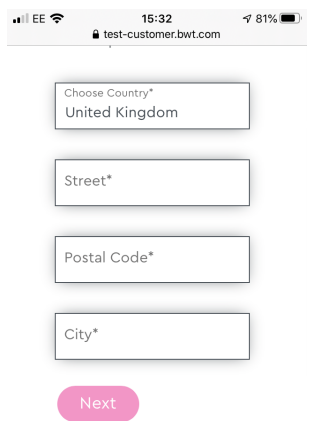 EE 15:32 81%
test-customer.bwt.com
Choose Country*
United Kingdom
Street*
Postal Code*
City*
Next